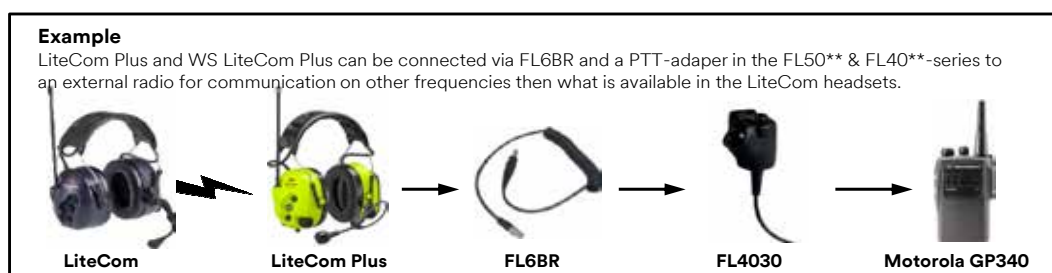 Example
LiteCom Plus and WS LiteCom Plus can be connected via FL6BR and a PTT-adaper in the FL50** & FL40**-series to
an external radio for communication on other frequencies then what is available in the LiteCom headsets.
LiteCom LiteCom Plus FL6BR FL4030 Motorola GP340